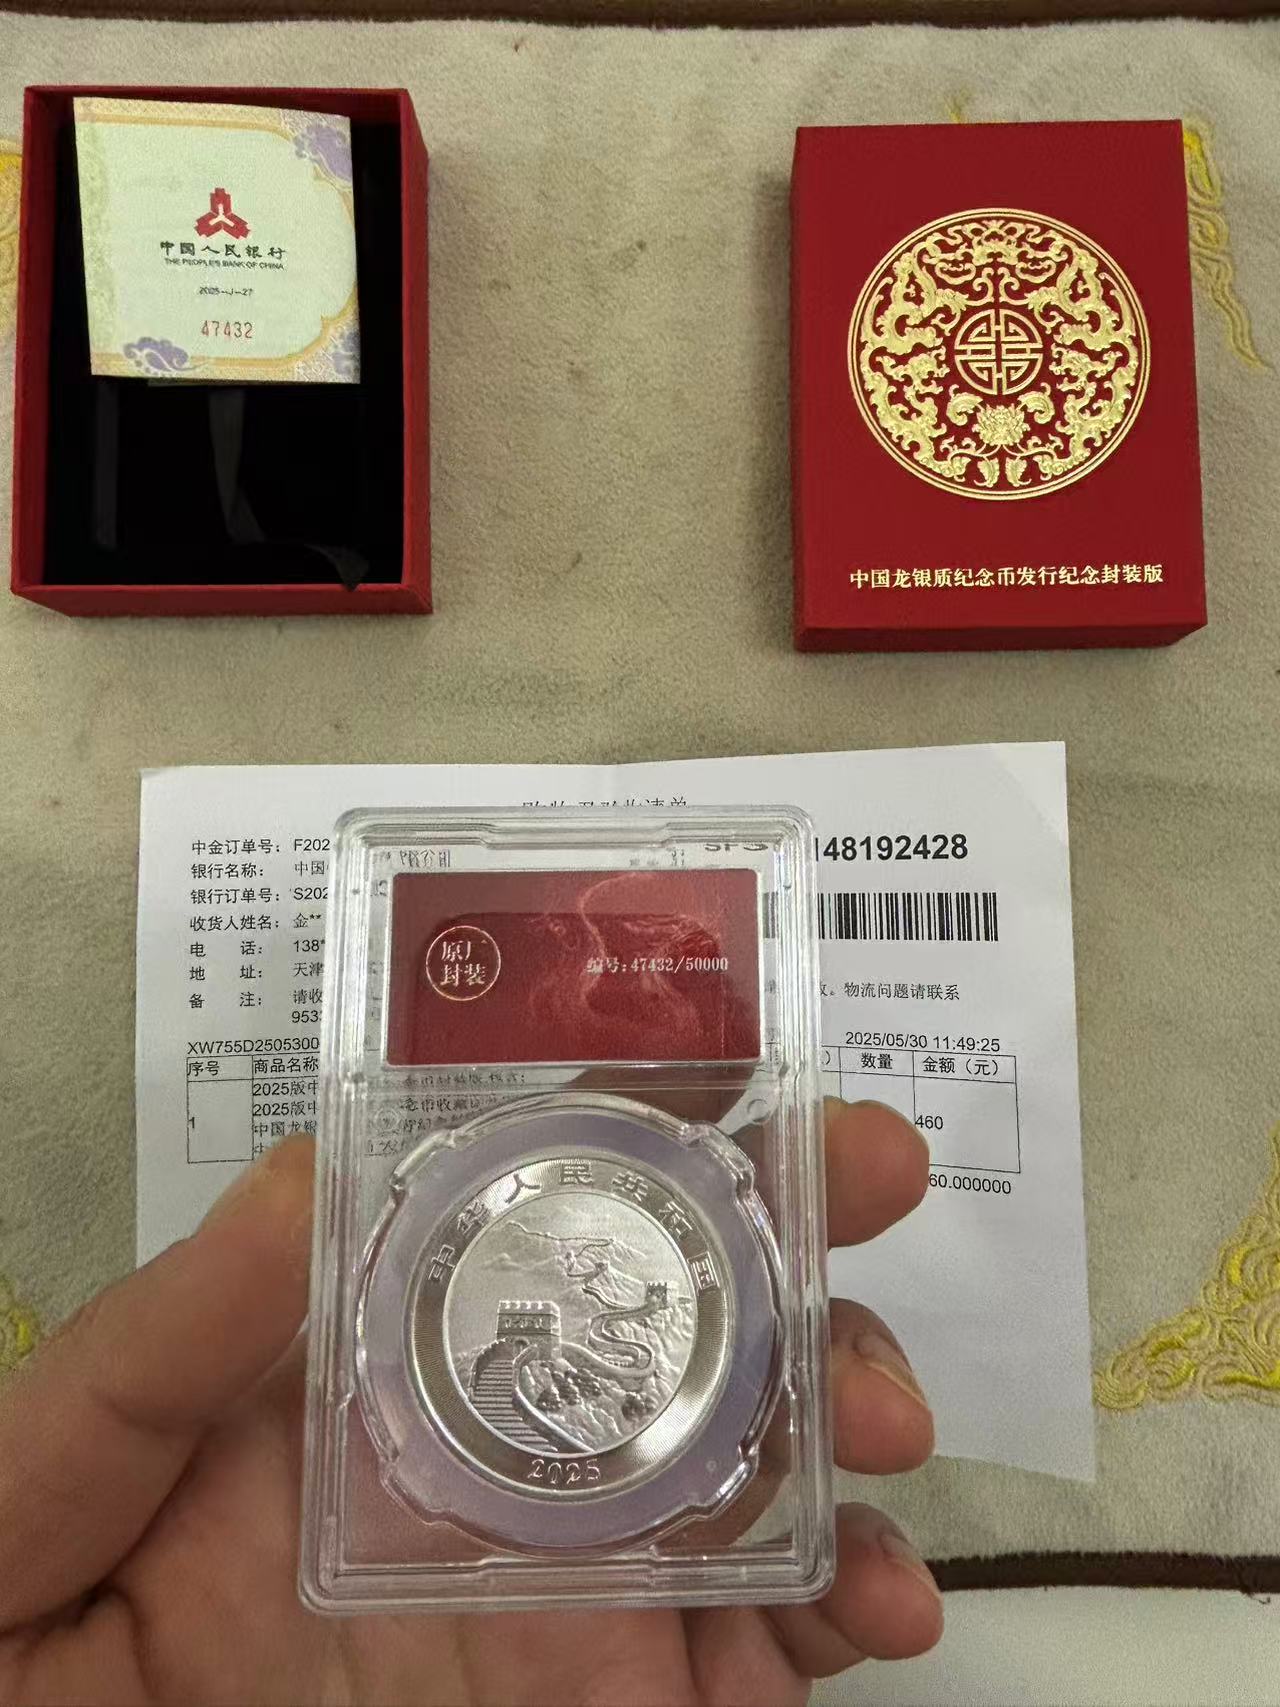 中国人民银行
THE PEOPLE'S BANK OF CHINA
2025-J-27
47432
中国龙银质纪念币发行纪念封装版
中金订单号: F202
48192428
银行名称: 中国
银行订单号: S202
收货人姓名: 金**
电 话: 138*
地 址: 天津
备 注: 请收
物流问题请联系
953
XW755D2505300
2025/05/30 11:49:25
序号 商品名称
数量 金额（元）
1
2025版中
2025版中
中国龙银
460
60.000000
原厂
封装
编号:47432/50000
中华人民共和国
2025